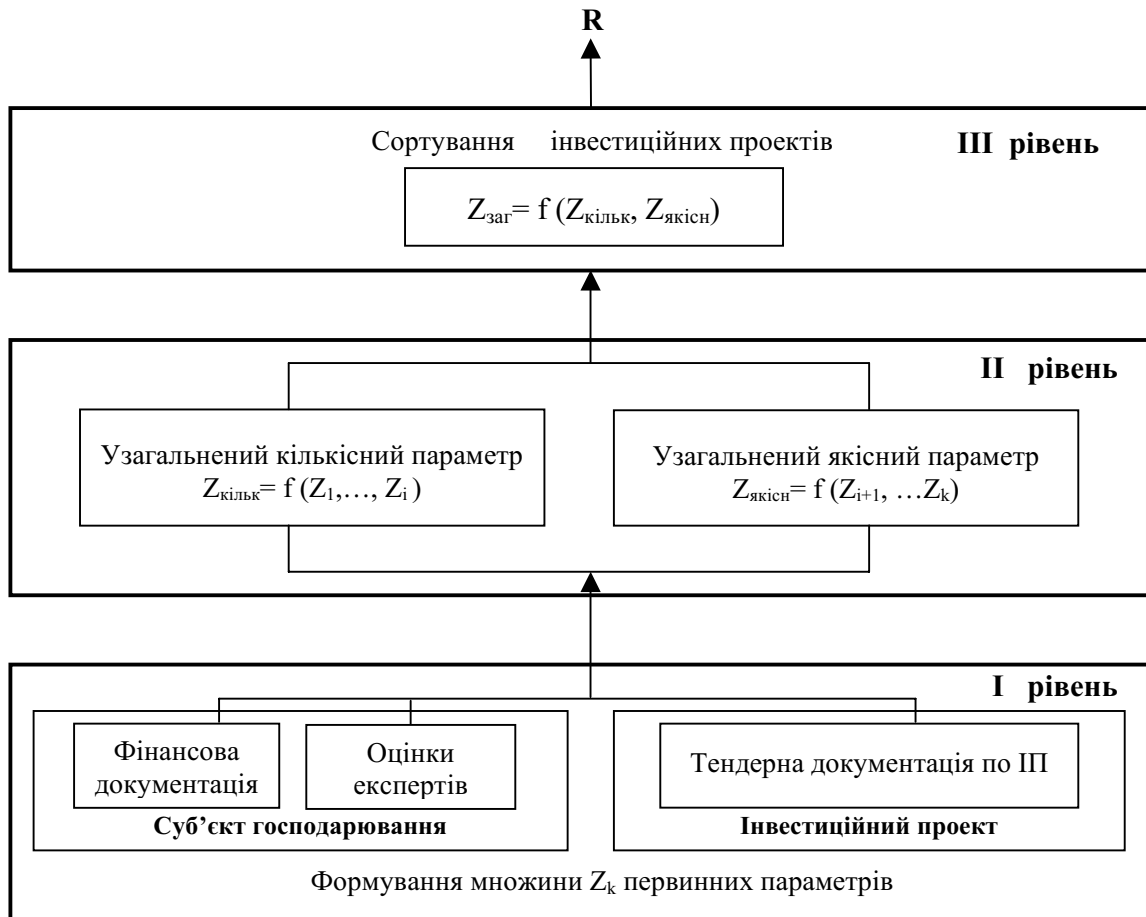 R
III рівень
Сортування інвестиційних проектів
Zзаг= f (Zкільк, Zякісн)
II рівень
Узагальнений кількісний параметр
Zкільк= f (Z1,…, Zi )
Узагальнений якісний параметр
Zякісн= f (Zi+1, …Zk)
I рівень
Фінансова
документація
Оцінки
експертів
Суб’єкт господарювання
Тендерна документація по ІП
Інвестиційний проект
Формування множини Zk первинних параметрів